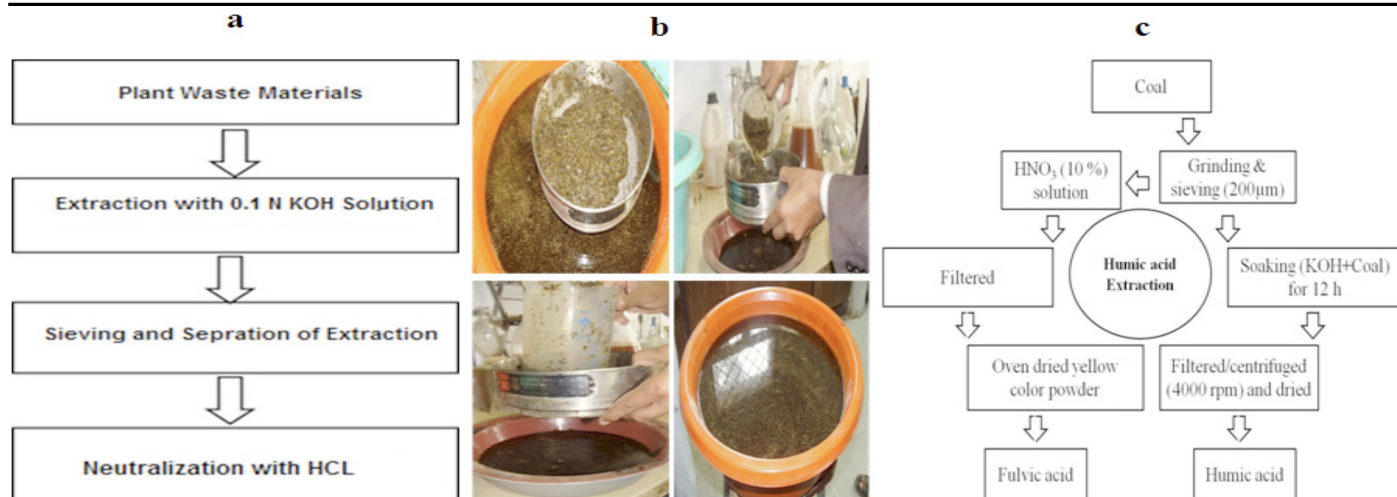 a
Plant Waste Materials
Extraction with 0.1 N KOH Solution
Sieving and Sepration of Extraction
Neutralization with HCL
b
c
Coal
HNO₃ (10 %)
solution
Grinding &
sieving (200μm)
Humic acid
Extraction
Filtered
Soaking (KOH+Coal)
for 12 h
Oven dried yellow
color powder
Filtered/centrifuged
(4000 rpm) and dried
Fulvic acid
Humic acid